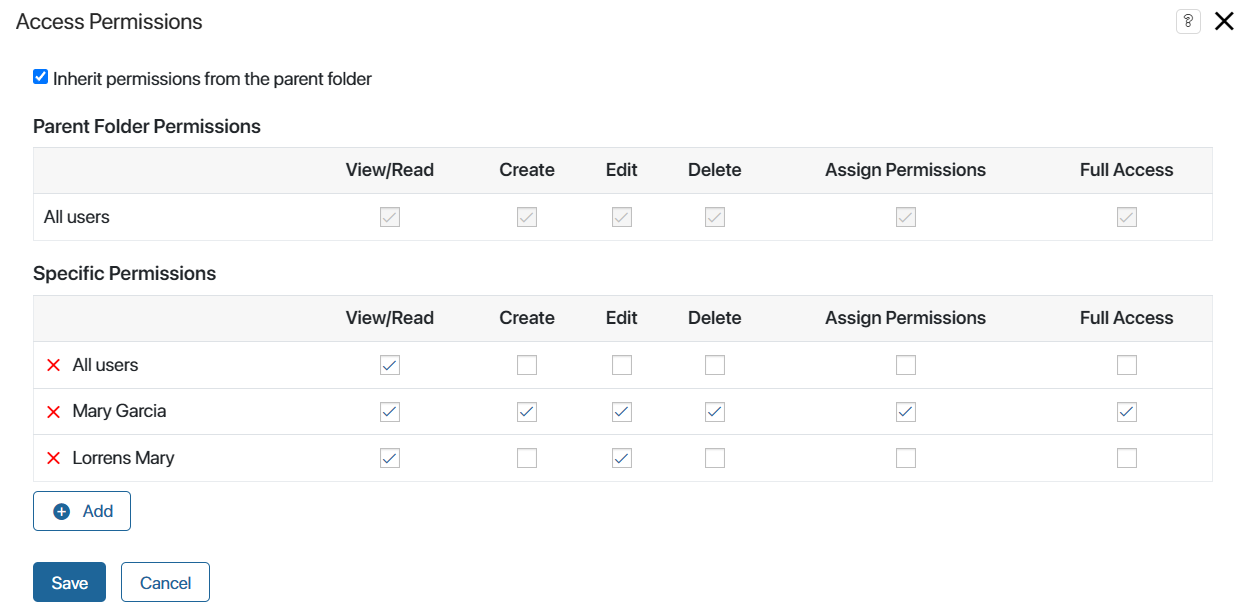 Access Permissions ?
Inherit permissions from the parent folder
Parent Folder Permissions
View/Read Create Edit Delete Assign Permissions Full Access
All users
Specific Permissions
View/Read Create Edit Delete Assign Permissions Full Access
All users
Mary Garcia
Lorrens Mary
Add
Save Cancel